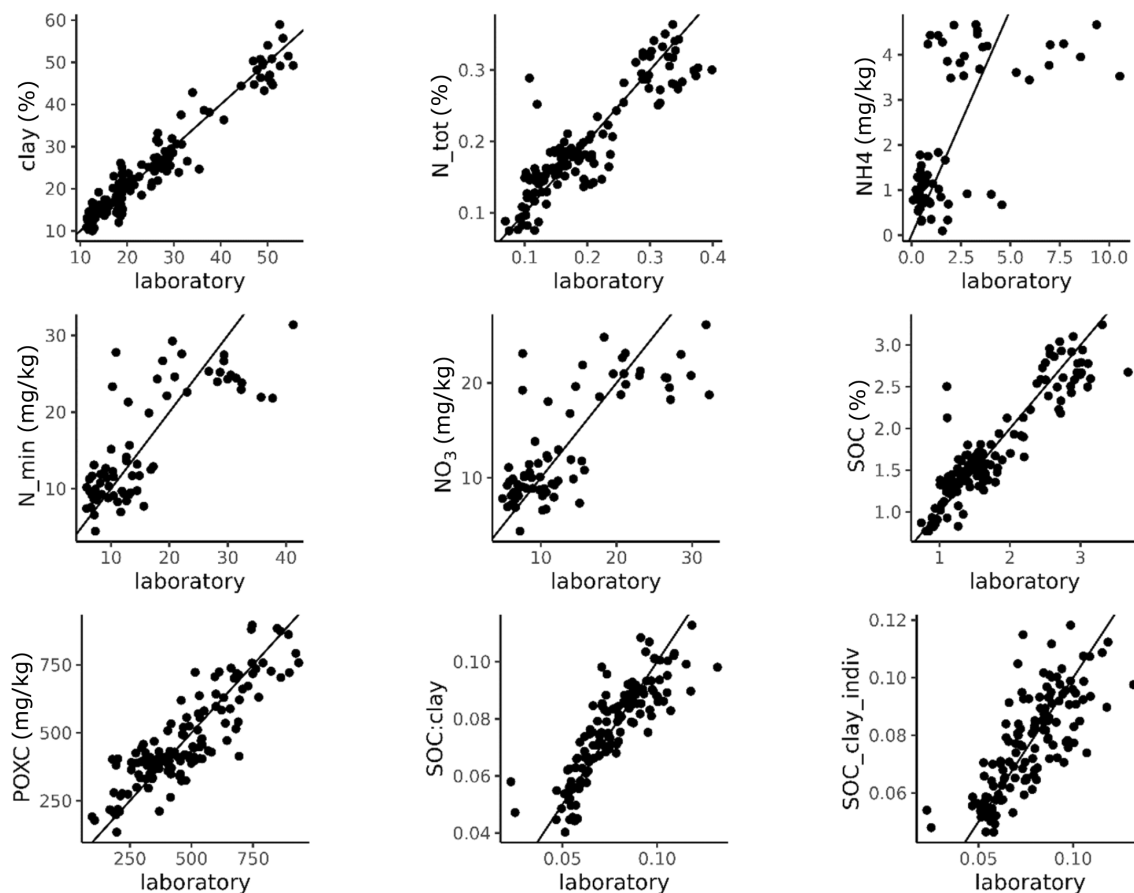 clay (%)
60
50
40
30
20
10
10 20 30 40 50
laboratory
N_tot (%)
0.3
0.2
0.1
0.1 0.2 0.3 0.4
laboratory
NH4 (mg/kg)
4
3
2
1
0
0.0 2.5 5.0 7.5 10.0
laboratory
N_min (mg/kg)
30
20
10
10 20 30 40
laboratory
NO₃ (mg/kg)
20
10
10 20 30
laboratory
SOC (%)
3.0
2.5
2.0
1.5
1.0
1 2 3
laboratory
POXC (mg/kg)
750
500
250
250 500 750
laboratory
SOC:clay
0.10
0.08
0.06
0.04
0.05 0.10
laboratory
SOC_clay_indiv
0.12
0.10
0.08
0.06
0.05 0.10
laboratory